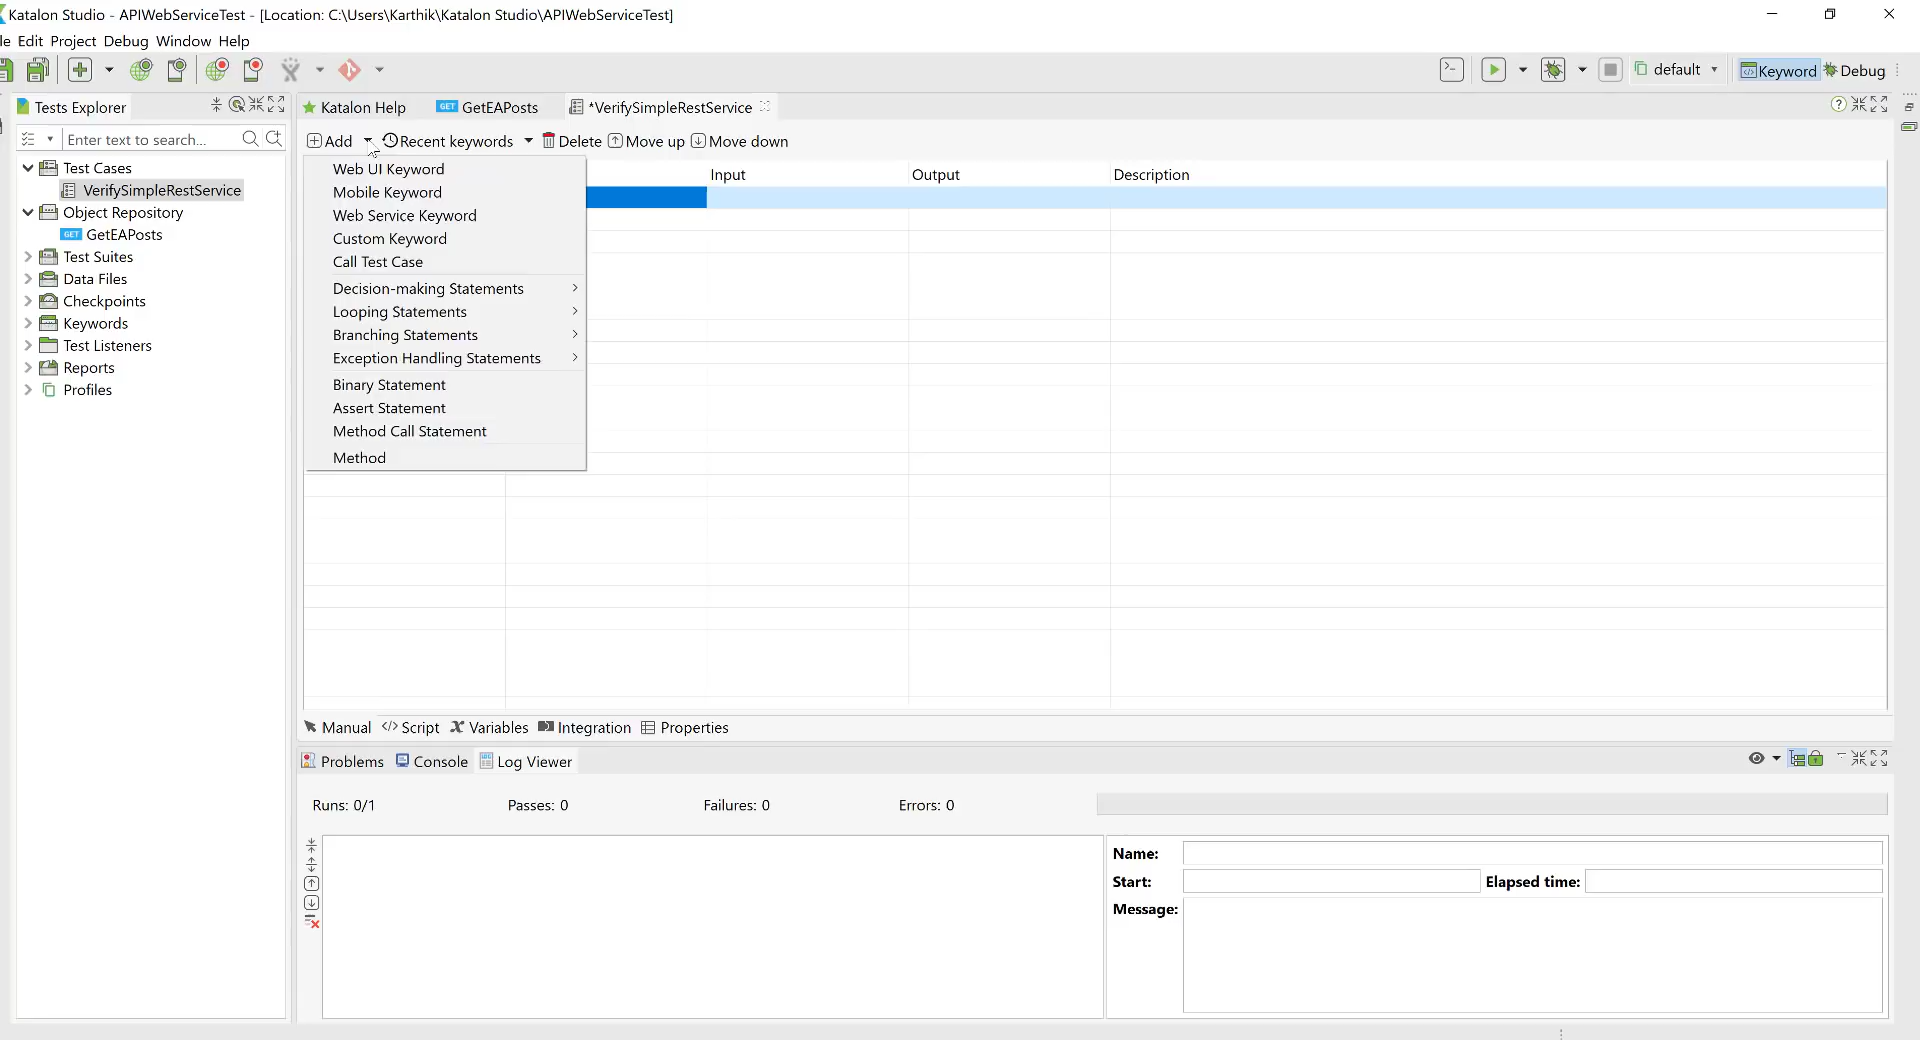 Katalon Studio - APIWebServiceTest - [Location: C:\Users\Karthik\Katalon Studio\APIWebServiceTest]
le Edit Project Debug Window Help
default
Keyword
Debug
Tests Explorer
Katalon Help
GET GetEAPosts
*VerifySimpleRestService
Enter text to search...
Add
Recent keywords
Delete
Move up
Move down
Test Cases
VerifySimpleRestService
Object Repository
GET GetEAPosts
Test Suites
Data Files
Checkpoints
Keywords
Test Listeners
Reports
Profiles
Web UI Keyword
Mobile Keyword
Web Service Keyword
Custom Keyword
Call Test Case
Decision-making Statements
Looping Statements
Branching Statements
Exception Handling Statements
Binary Statement
Assert Statement
Method Call Statement
Method
Input
Output
Description
Manual
Script
Variables
Integration
Properties
Problems
Console
Log Viewer
Runs: 0/1
Passes: 0
Failures: 0
Errors: 0
Name:
Start:
Elapsed time:
Message: